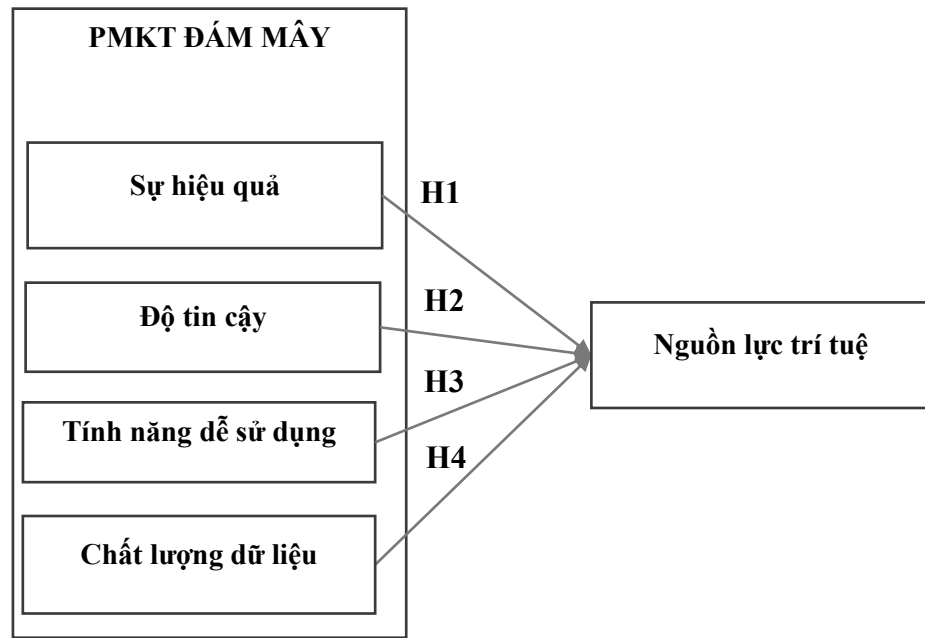 PMKT ĐÁM MÂY
Sự hiệu quả
H1
Độ tin cậy
H2
Nguồn lực trí tuệ
H3
Tính năng dễ sử dụng
H4
Chất lượng dữ liệu